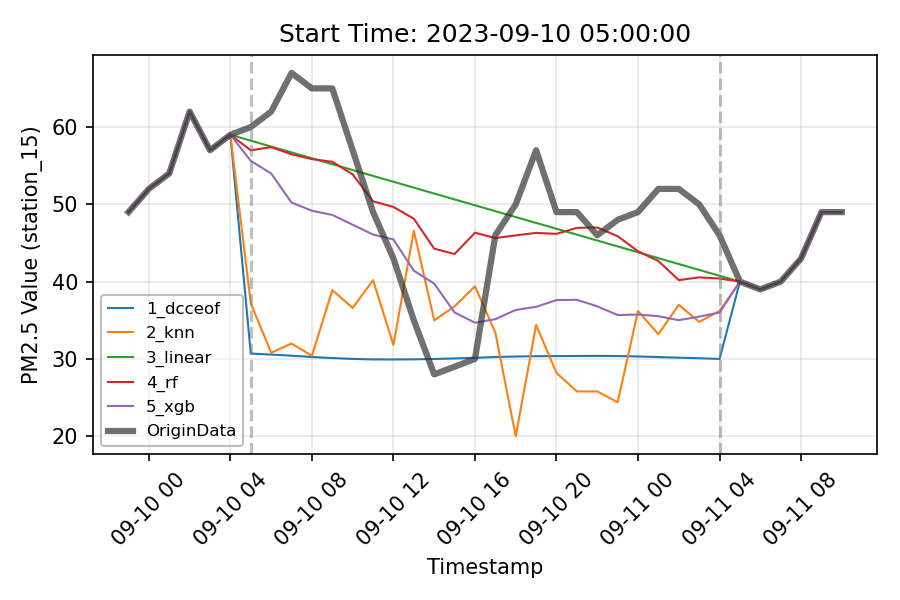 Start Time: 2023-09-10 05:00:00
PM2.5 Value (station_15)
60
50
40
30
20
1_dcceof
2_knn
3_linear
4_rf
5_xgb
OriginData
09-10 00
09-10 04
09-10 08
09-10 12
09-10 16
09-10 20
09-11 00
09-11 04
09-11 08
Timestamp